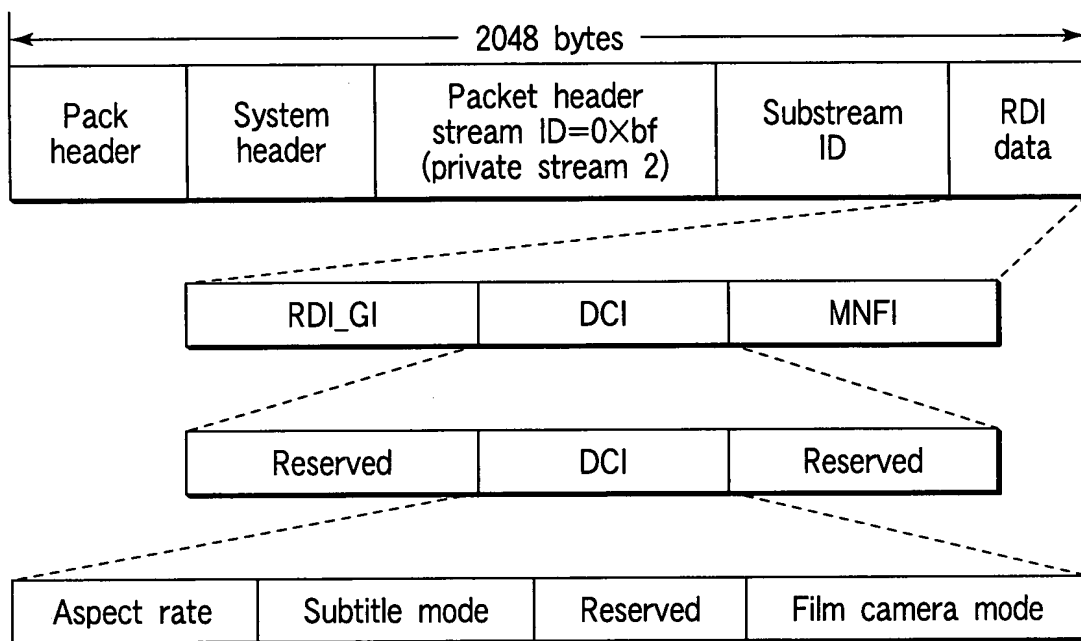 2048 bytes
Pack
header
System
header
Packet header
stream ID=0×bf
(private stream 2)
Substream
ID
RDI
data
RDI_GI
DCI
MNFI
Reserved
DCI
Reserved
Aspect rate
Subtitle mode
Reserved
Film camera mode